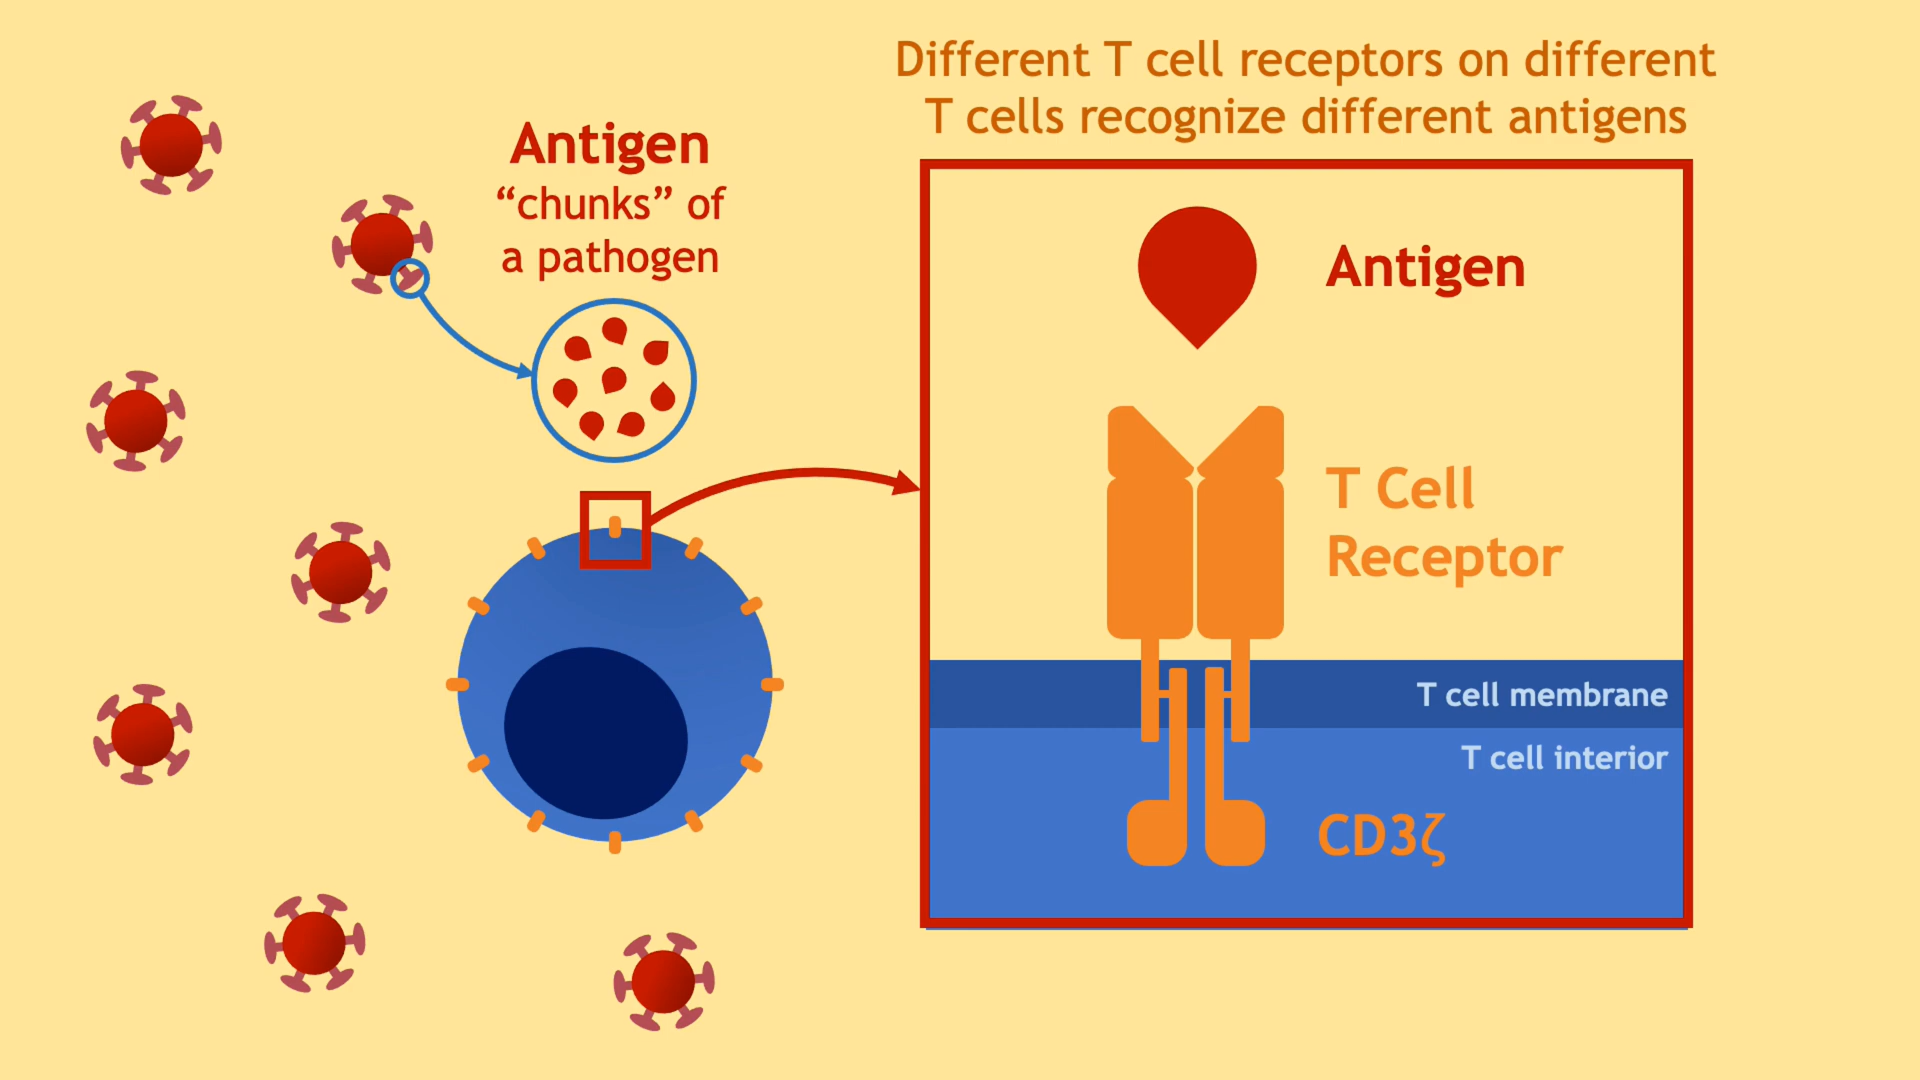 Different T cell receptors on different
T cells recognize different antigens
Antigen
“chunks” of
a pathogen
Antigen
T Cell
Receptor
T cell membrane
T cell interior
CD3ζ